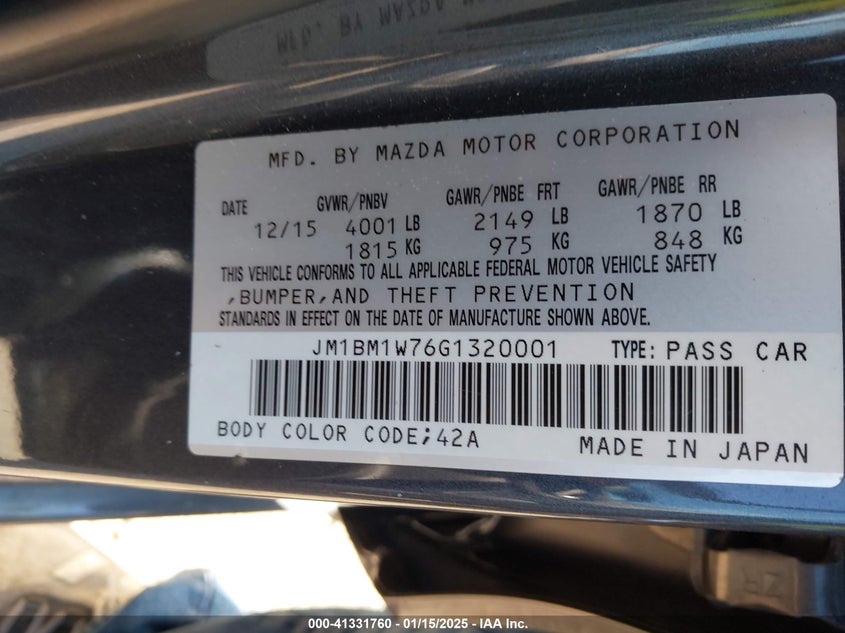 MFD. BY MAZDA MOTOR CORPORATION
DATE GVWR/PNBV GAWR/PNBE FRT GAWR/PNBE RR
12/15 4001 LB 2149 LB 1870 LB
1815 KG 975 KG 848 KG
THIS VEHICLE CONFORMS TO ALL APPLICABLE FEDERAL MOTOR VEHICLE SAFETY
,BUMPER,AND THEFT PREVENTION
STANDARDS IN EFFECT ON THE DATE OF MANUFACTURE SHOWN ABOVE.
JM1BM1W76G1320001 TYPE: PASS CAR
BODY COLOR CODE;42A MADE IN JAPAN
ZR
000-41331760 - 01/15/2025 - IAA Inc.